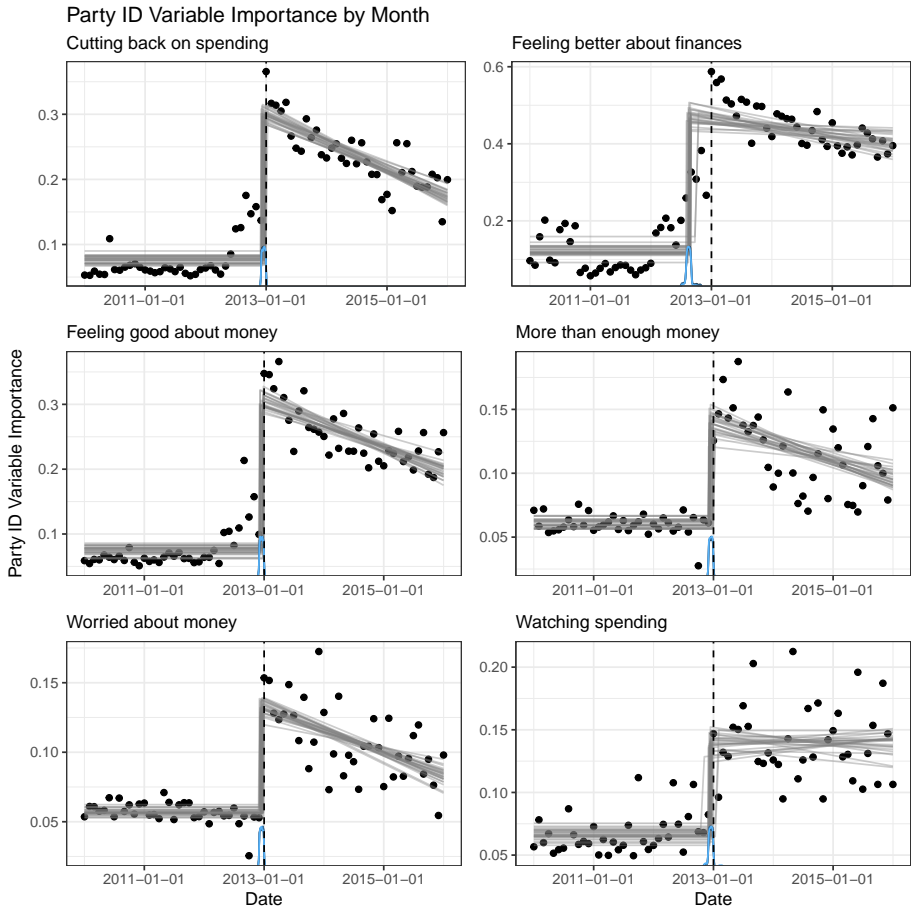 Party ID Variable Importance by Month
Cutting back on spending
0.3
0.2
0.1
2011−01−01 2013−01−01 2015−01−01
Feeling better about finances
0.6
0.4
0.2
2011−01−01 2013−01−01 2015−01−01
Party ID Variable Importance
Feeling good about money
0.3
0.2
0.1
2011−01−01 2013−01−01 2015−01−01
More than enough money
0.15
0.10
0.05
2011−01−01 2013−01−01 2015−01−01
Worried about money
0.15
0.10
0.05
2011−01−01 2013−01−01 2015−01−01
Date
Watching spending
0.20
0.15
0.10
0.05
2011−01−01 2013−01−01 2015−01−01
Date